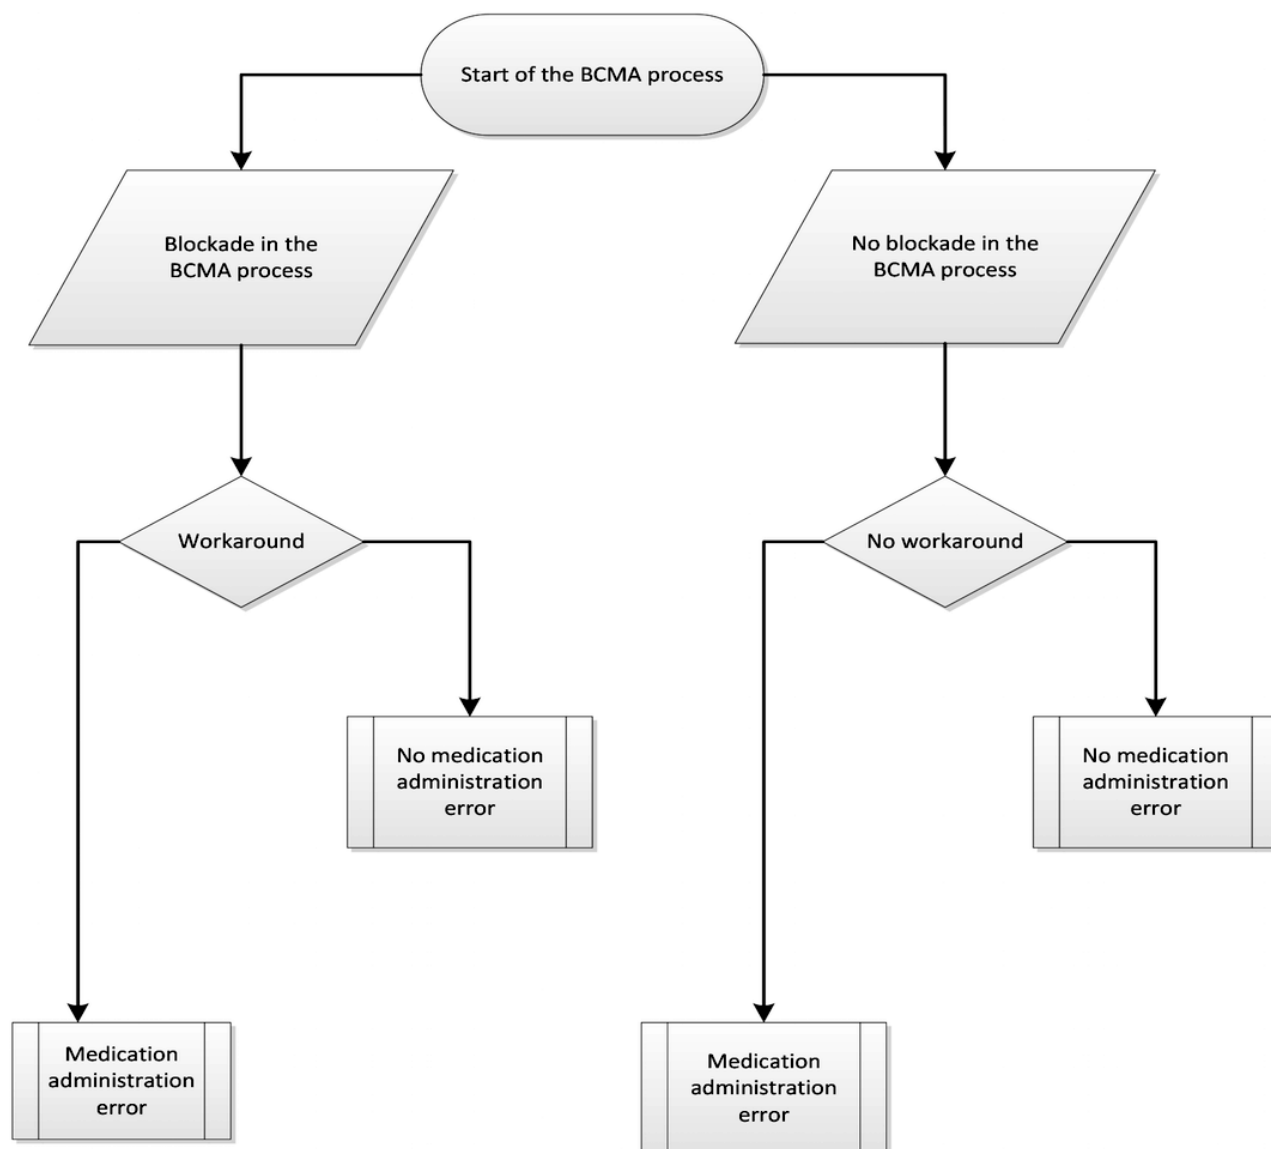 Start of the BCMA process
Blockade in the
BCMA process
No blockade in the
BCMA process
Workaround
No workaround
No medication
administration
error
No medication
administration
error
Medication
administration
error
Medication
administration
error